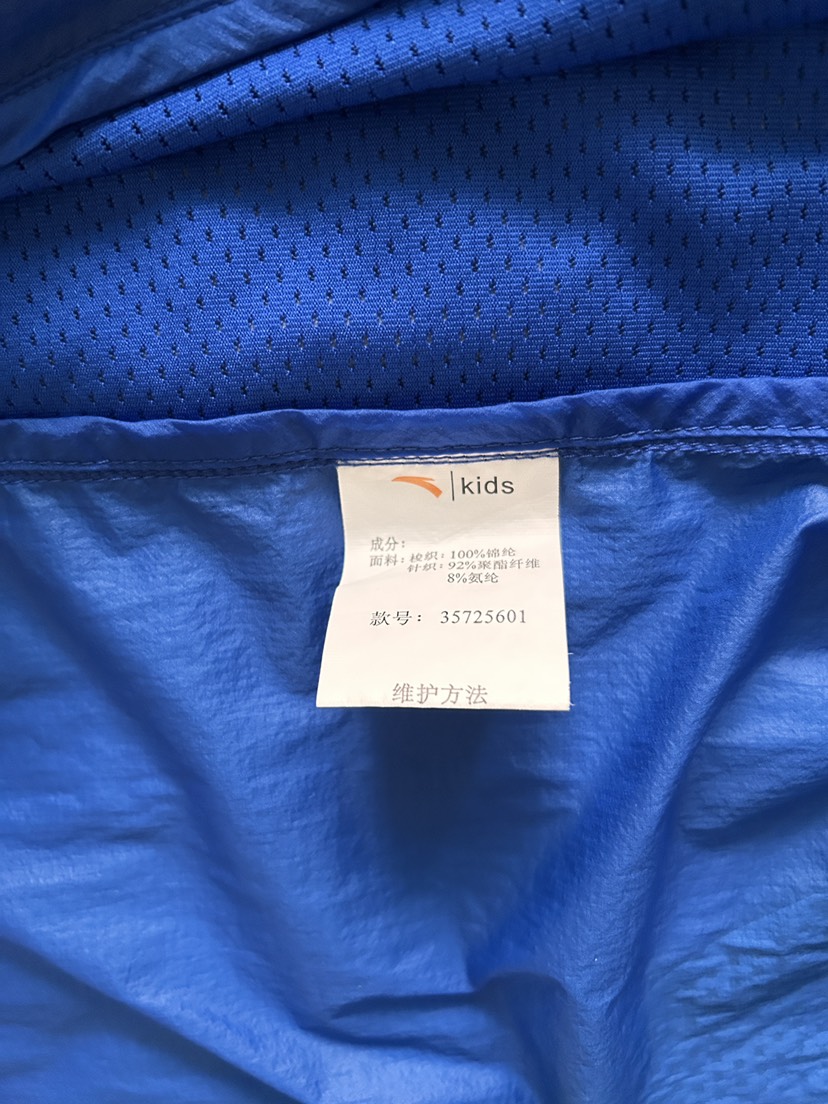 kids
成分:
面料: 梭织: 100%锦纶
针织: 92%聚酯纤维
8%氨纶
款号: 35725601
维护方法